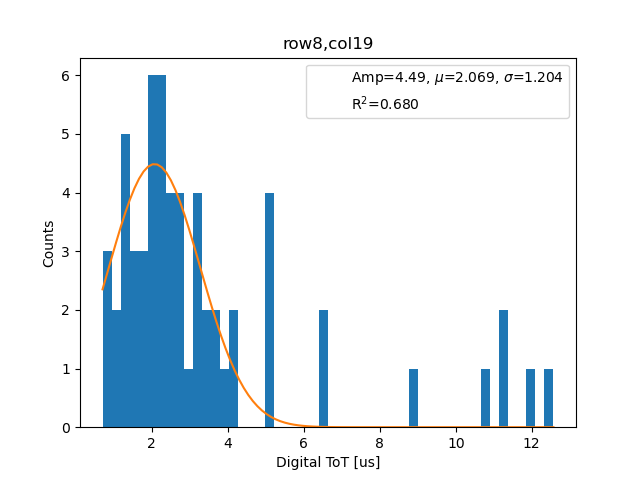 row8,col19
Amp=4.49, μ=2.069, σ=1.204
R²=0.680
Counts
6
5
4
3
2
1
0
2 4 6 8 10 12
Digital ToT [us]